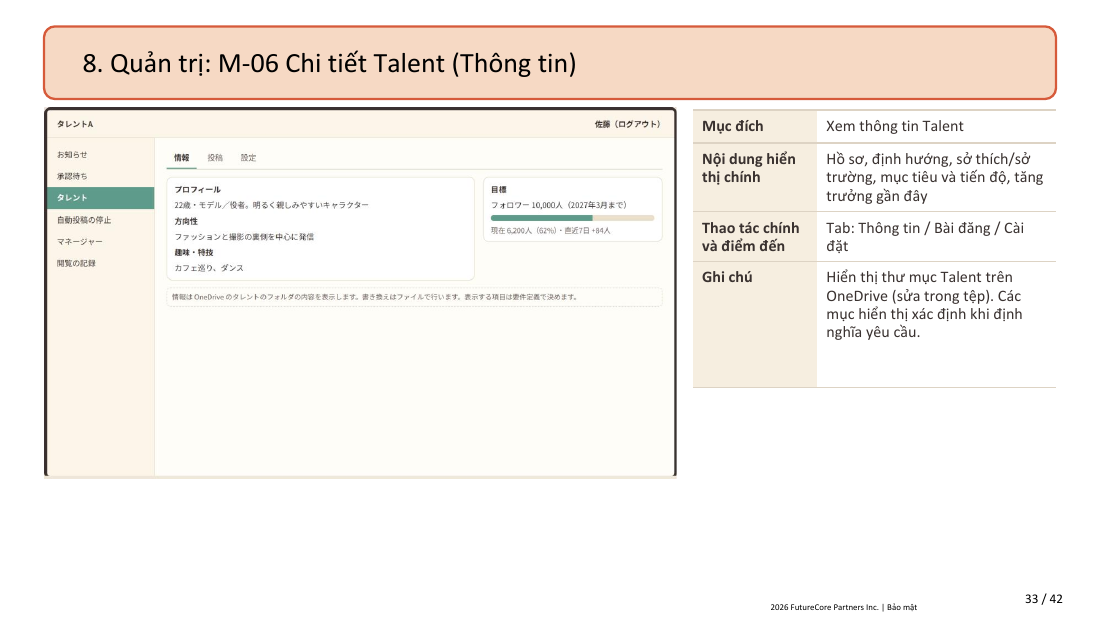 8. Quản trị: M-06 Chi tiết Talent (Thông tin)
タレントA
佐藤（ログアウト）
お知らせ
承認待ち
タレント
自動投稿の停止
マネージャー
閲覧の記録
情報
投稿
設定
プロフィール
22歳・モデル／役者。明るく親しみやすいキャラクター
方向性
ファッションと撮影の裏側を中心に発信
趣味・特技
カフェ巡り、ダンス
目標
フォロワー 10,000人（2027年3月まで）
現在 6,200人（62%）・直近7日 +84人
情報は OneDrive のタレントのフォルダの内容を表示します。書き換えはファイルで行います。表示する項目は要件定義で決めます。
Mục đích
Xem thông tin Talent
Nội dung hiển
thị chính
Hồ sơ, định hướng, sở thích/sở
trường, mục tiêu và tiến độ, tăng
trưởng gần đây
Thao tác chính
và điểm đến
Tab: Thông tin / Bài đăng / Cài
đặt
Ghi chú
Hiển thị thư mục Talent trên
OneDrive (sửa trong tệp). Các
mục hiển thị xác định khi định
nghĩa yêu cầu.
2026 FutureCore Partners Inc. | Bảo mật
33 / 42